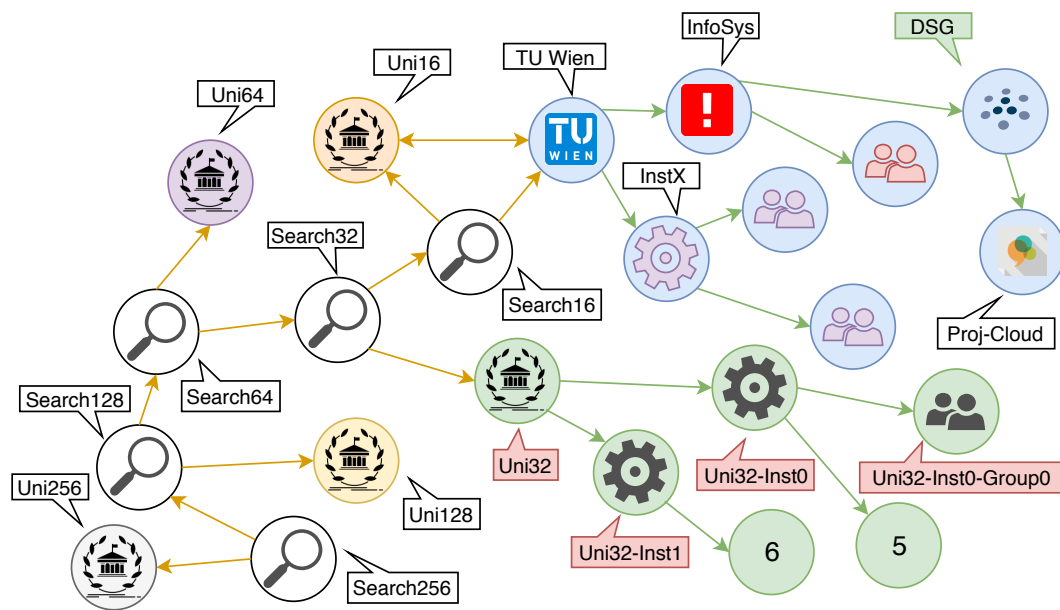 InfoSys
DSG
Uni16
TU Wien
Uni64
TU
WIEN
!
InstX
Search32
Search16
Proj-Cloud
Search64
Search128
Uni32
Uni32-Inst0
Uni32-Inst0-Group0
Uni256
Uni128
Uni32-Inst1
6
5
Search256